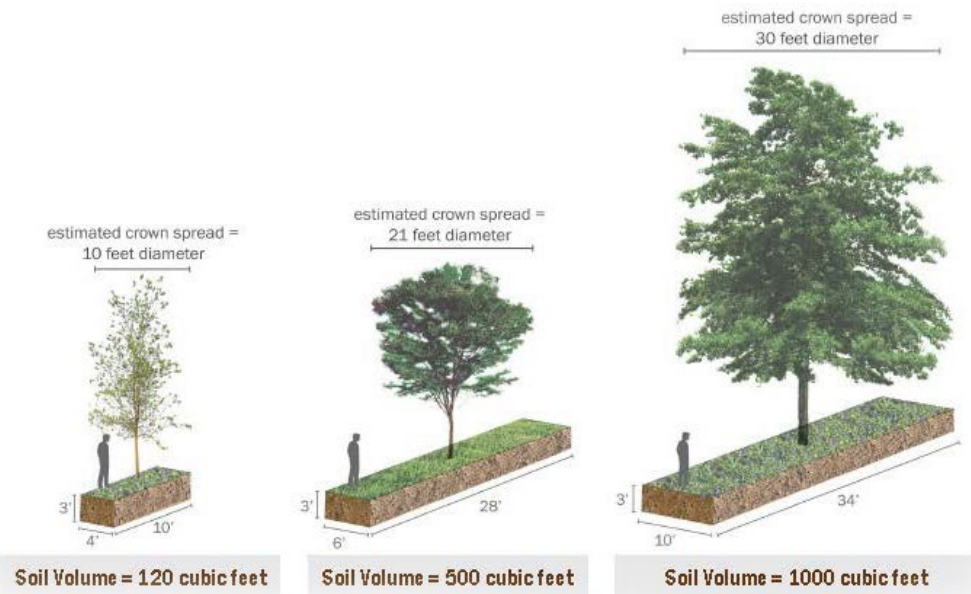 estimated crown spread =
10 feet diameter
3'
4'
10'
Soil Volume = 120 cubic feet
estimated crown spread =
21 feet diameter
3'
6'
28'
Soil Volume = 500 cubic feet
estimated crown spread =
30 feet diameter
3'
10'
34'
Soil Volume = 1000 cubic feet